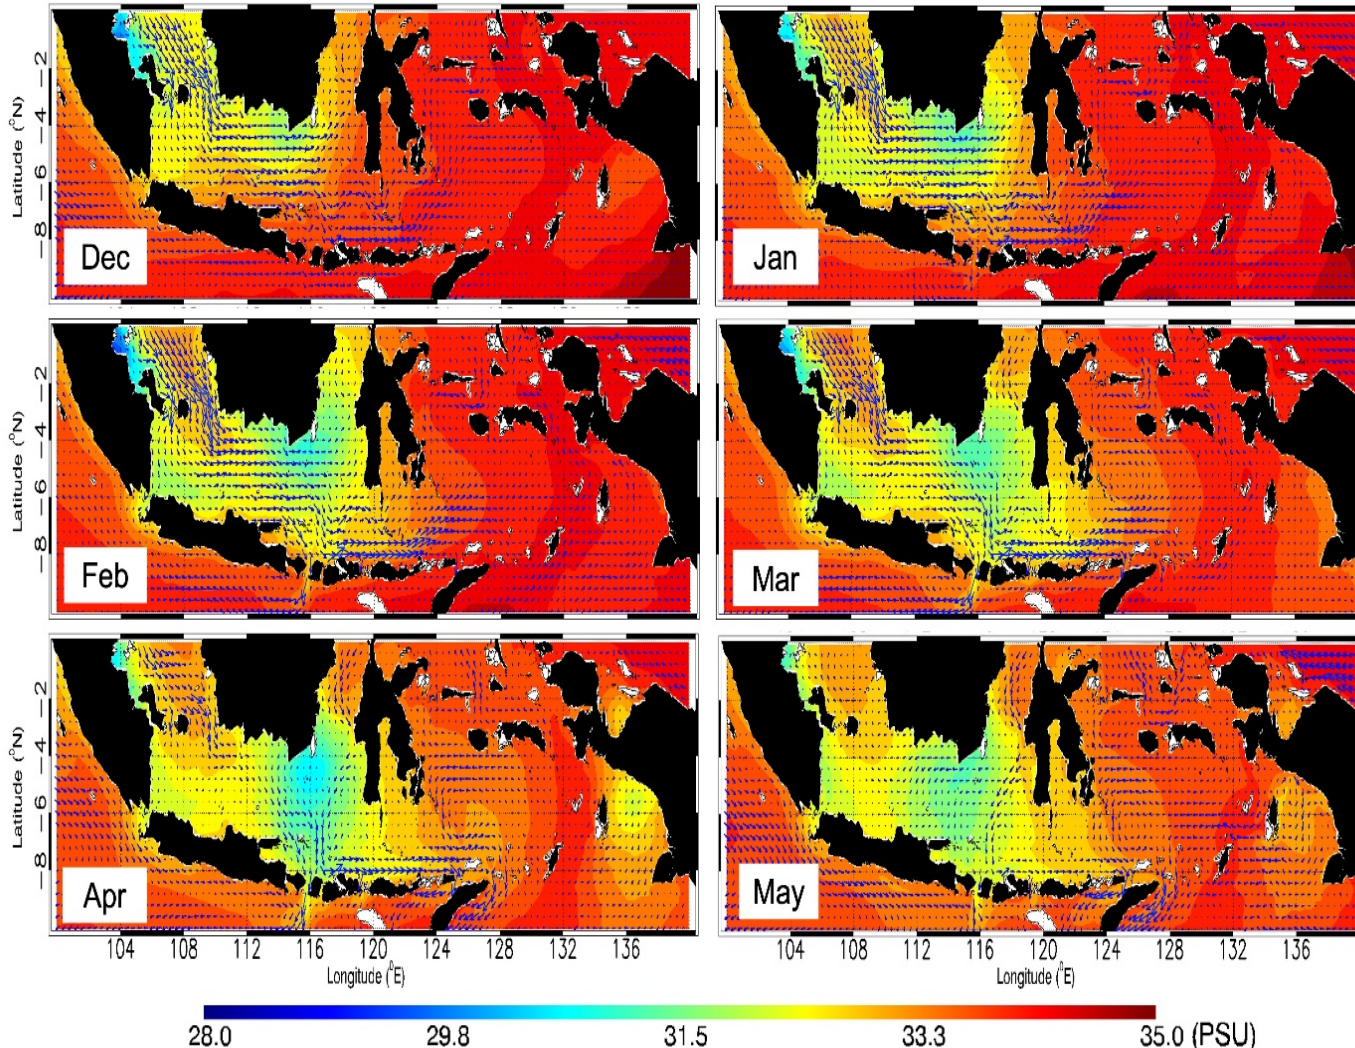 Latitude (°N)
−2
−4
−6
−8
Dec
Jan
Latitude (°N)
−2
−4
−6
−8
Feb
Mar
Latitude (°N)
−2
−4
−6
−8
Apr
May
104 108 112 116 120 124 128 132 136
104 108 112 116 120 124 128 132 136
Longitude (°E)
Longitude (°E)
28.0 29.8 31.5 33.3 35.0 (PSU)